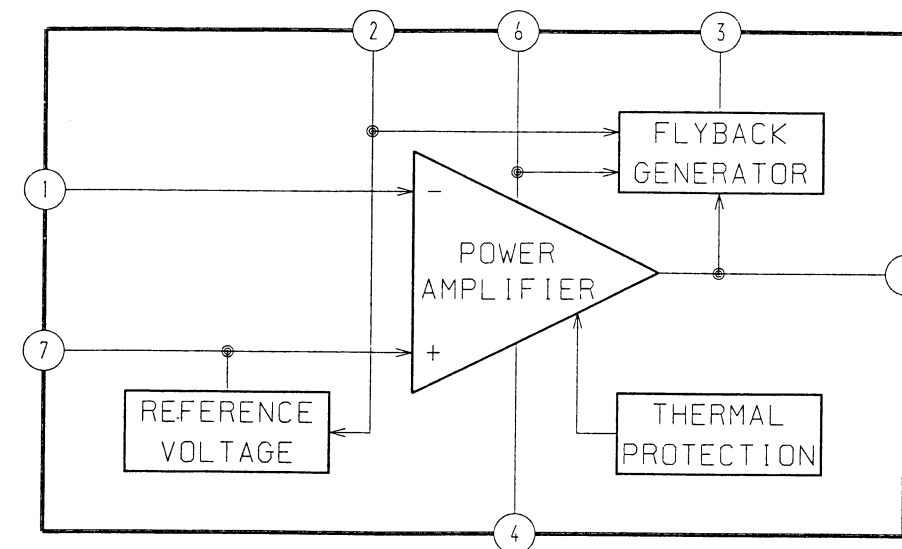 2
6
3
FLYBACK
GENERATOR
1
−
POWER
AMPLIFIER
7
+
REFERENCE
VOLTAGE
THERMAL
PROTECTION
4